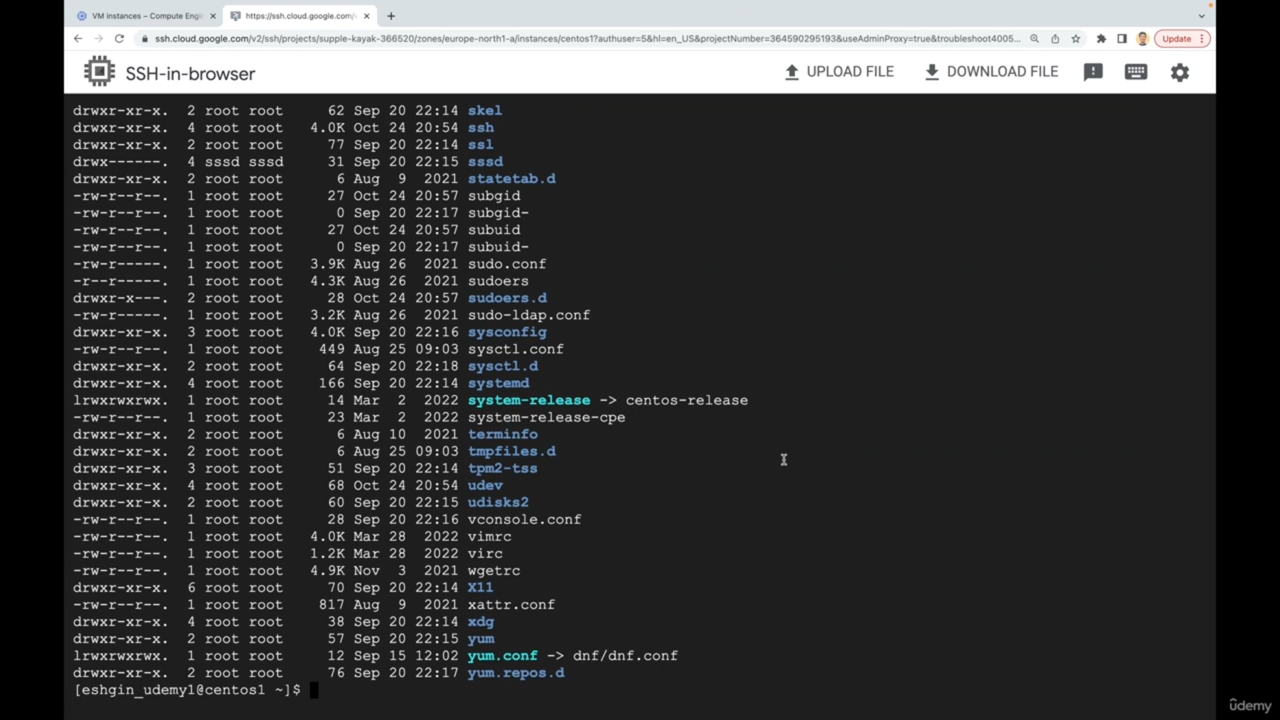 VM instances – Compute Engi
https://ssh.cloud.google.com/v
ssh.cloud.google.com/v2/ssh/projects/supple-kayak-366520/zones/europe-north1-a/instances/centos1?authuser=5&hl=en_US&projectNumber=364590295193&useAdminProxy=true&troubleshoot4005... Update
SSH-in-browser UPLOAD FILE DOWNLOAD FILE
drwxr-xr-x. 2 root root 62 Sep 20 22:14 skel
drwxr-xr-x. 4 root root 4.0K Oct 24 20:54 ssh
drwxr-xr-x. 2 root root 77 Sep 20 22:14 ssl
drwx------. 4 sssd sssd 31 Sep 20 22:15 sssd
drwxr-xr-x. 2 root root 6 Aug 9 2021 statetab.d
-rw-r--r--. 1 root root 27 Oct 24 20:57 subgid
-rw-r--r--. 1 root root 0 Sep 20 22:17 subgid-
-rw-r--r--. 1 root root 27 Oct 24 20:57 subuid
-rw-r--r--. 1 root root 0 Sep 20 22:17 subuid-
-rw-r-----. 1 root root 3.9K Aug 26 2021 sudo.conf
-r--r-----. 1 root root 4.3K Aug 26 2021 sudoers
drwxr-x---. 2 root root 28 Oct 24 20:57 sudoers.d
-rw-r-----. 1 root root 3.2K Aug 26 2021 sudo-ldap.conf
drwxr-xr-x. 3 root root 4.0K Sep 20 22:16 sysconfig
-rw-r--r--. 1 root root 449 Aug 25 09:03 sysctl.conf
drwxr-xr-x. 2 root root 64 Sep 20 22:18 sysctl.d
drwxr-xr-x. 4 root root 166 Sep 20 22:14 systemd
lrwxrwxrwx. 1 root root 14 Mar 2 2022 system-release -> centos-release
-rw-r--r--. 1 root root 23 Mar 2 2022 system-release-cpe
drwxr-xr-x. 2 root root 6 Aug 10 2021 terminfo
drwxr-xr-x. 2 root root 6 Aug 25 09:03 tmpfiles.d
drwxr-xr-x. 3 root root 51 Sep 20 22:14 tpm2-tss
drwxr-xr-x. 4 root root 68 Oct 24 20:54 udev
drwxr-xr-x. 2 root root 60 Sep 20 22:15 udisks2
-rw-r--r--. 1 root root 28 Sep 20 22:16 vconsole.conf
-rw-r--r--. 1 root root 4.0K Mar 28 2022 vimrc
-rw-r--r--. 1 root root 1.2K Mar 28 2022 virc
-rw-r--r--. 1 root root 4.9K Nov 3 2021 wgetrc
drwxr-xr-x. 6 root root 70 Sep 20 22:14 X11
-rw-r--r--. 1 root root 817 Aug 9 2021 xattr.conf
drwxr-xr-x. 4 root root 38 Sep 20 22:14 xdg
drwxr-xr-x. 2 root root 57 Sep 20 22:15 yum
lrwxrwxrwx. 1 root root 12 Sep 15 12:02 yum.conf -> dnf/dnf.conf
drwxr-xr-x. 2 root root 76 Sep 20 22:17 yum.repos.d
[eshgin_udemy1@centos1 ~]$
ûdemy